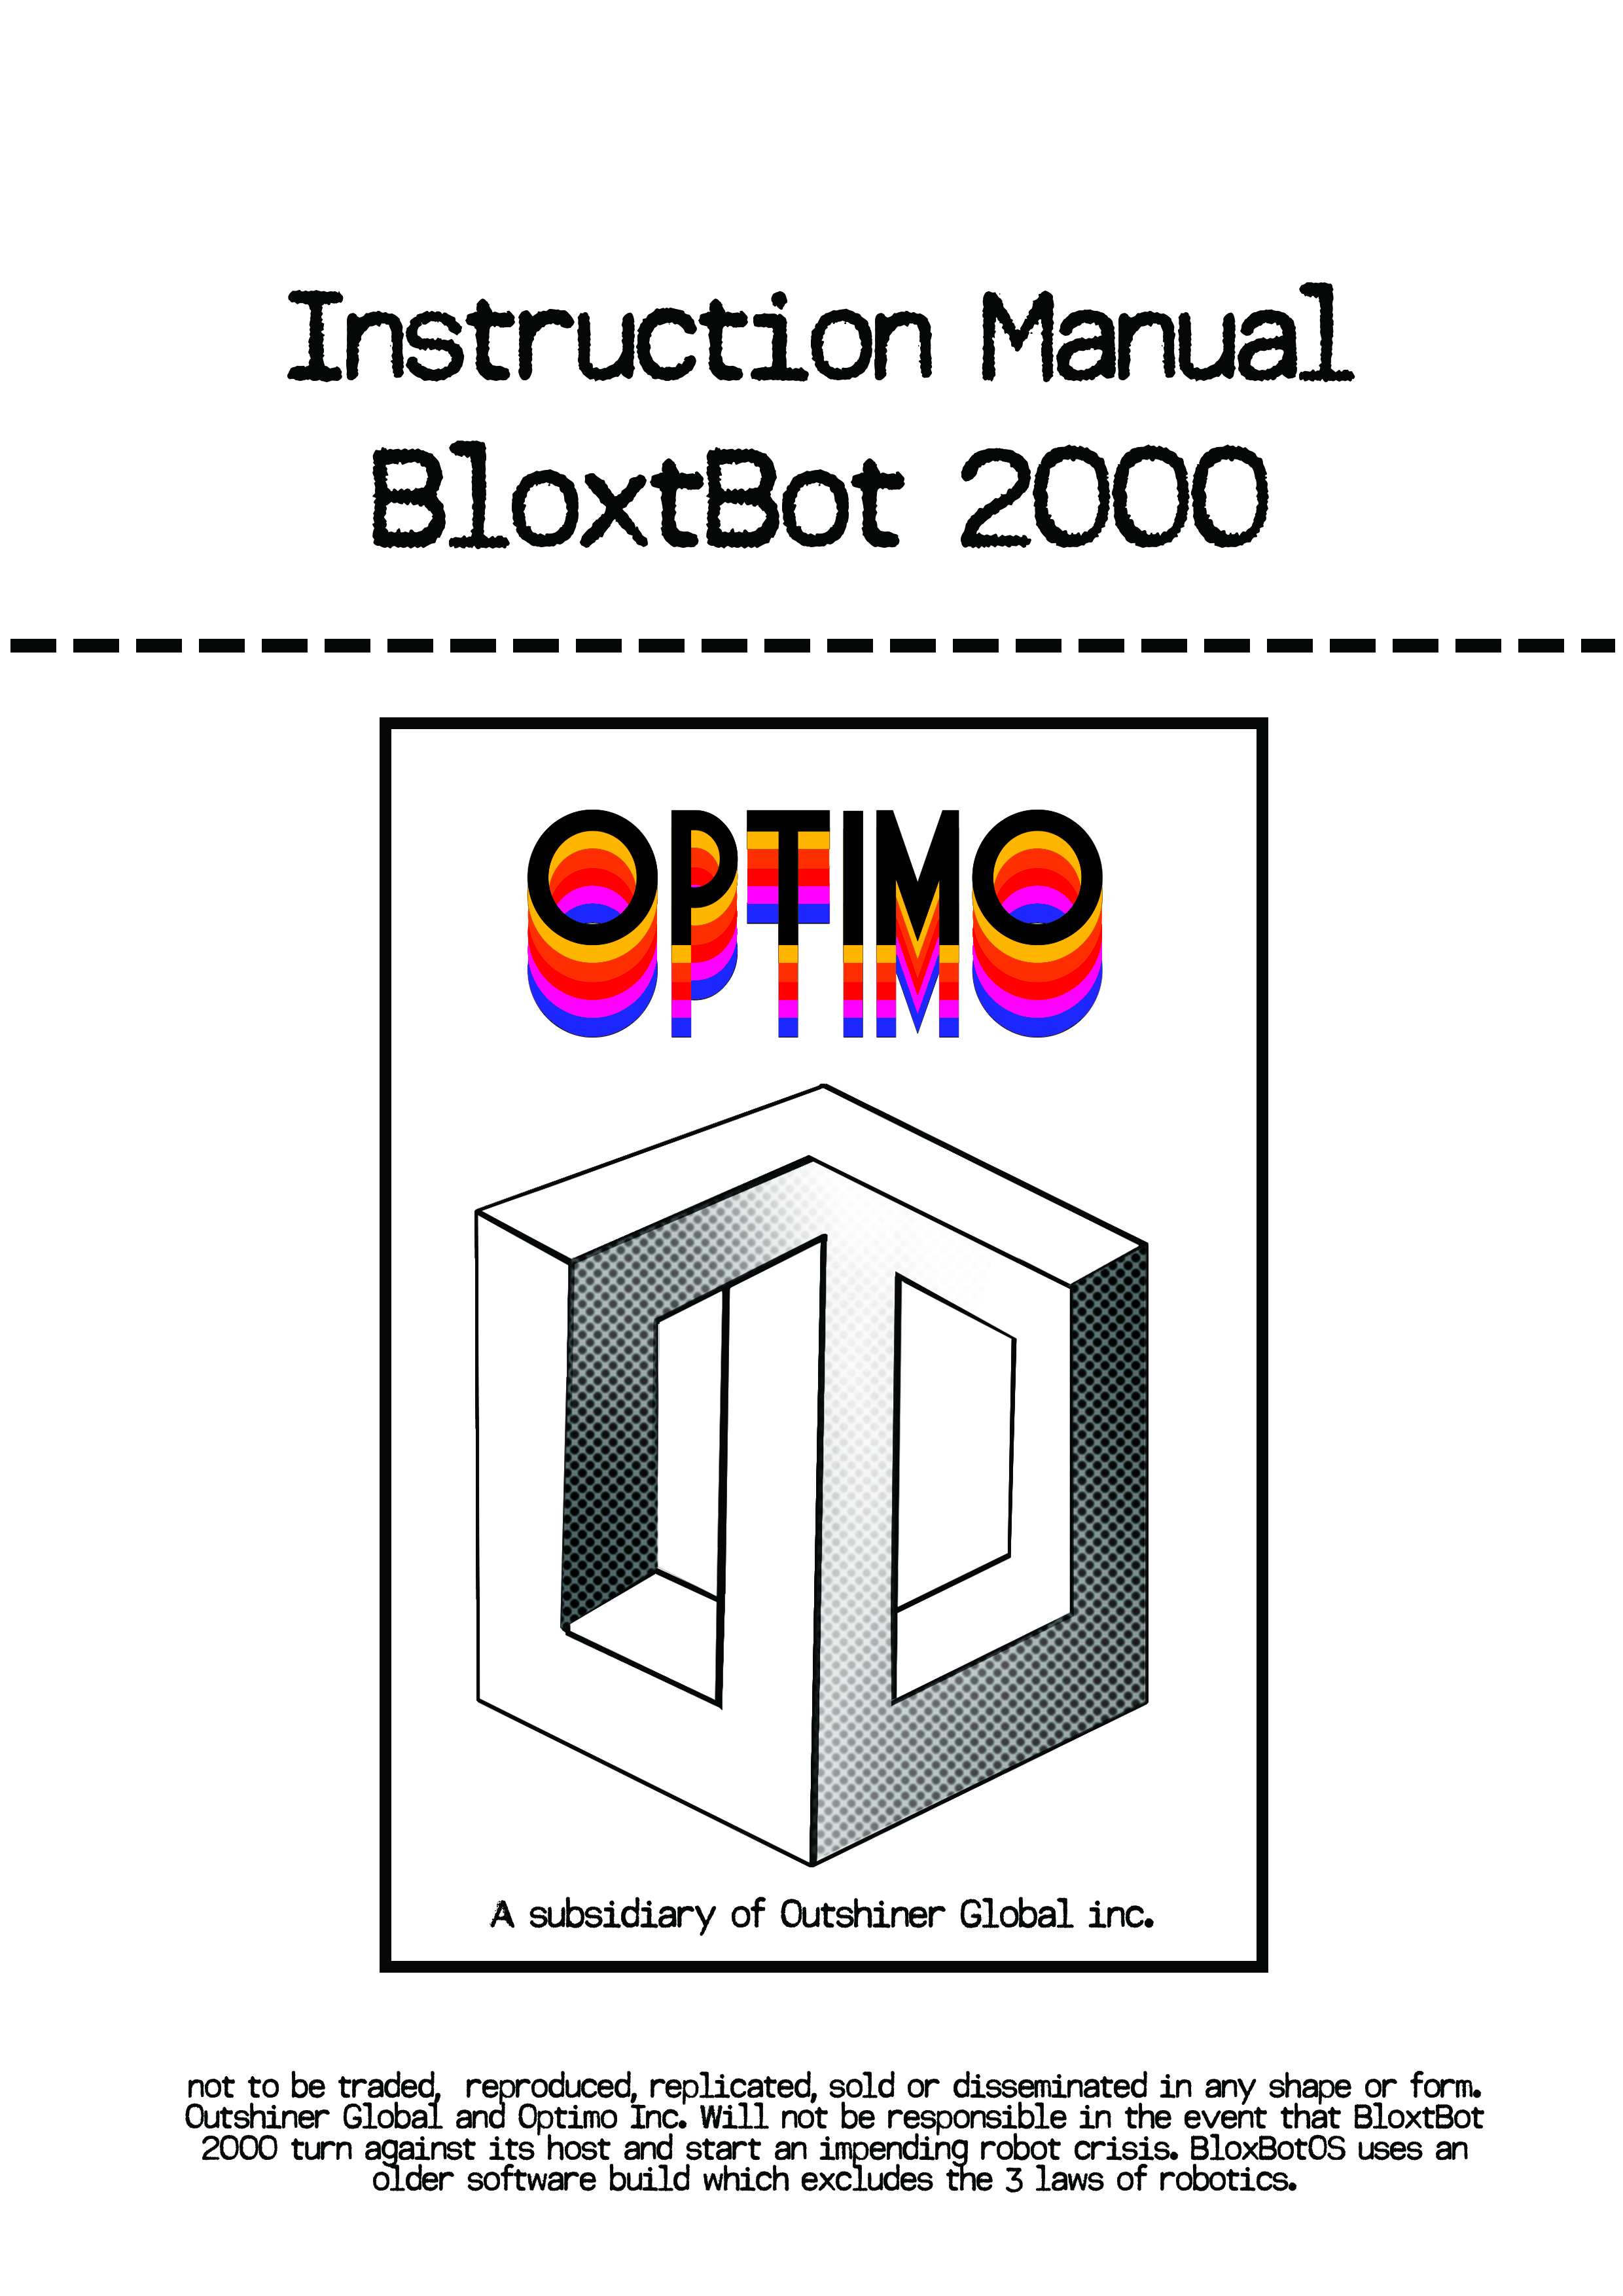 Instruction Manual
BloxtBot 2000
OPTIMO
A subsidiary of Outshiner Global inc.
not to be traded, reproduced, replicated, sold or disseminated in any shape or form.
Outshiner Global and Optimo Inc. Will not be responsible in the event that BloxtBot
2000 turn against its host and start an impending robot crisis. BloxBotOS uses an
older software build which excludes the 3 laws of robotics.